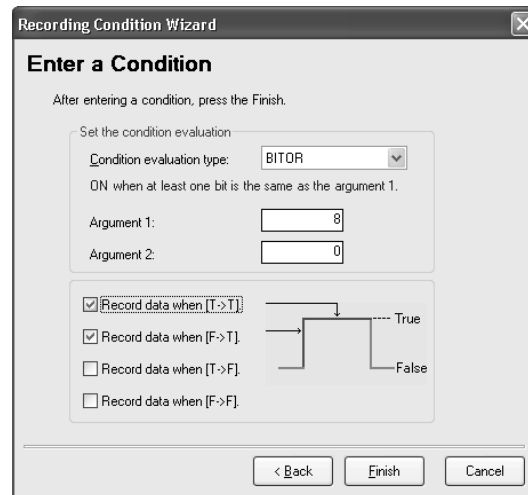 Recording Condition Wizard
Enter a Condition
After entering a condition, press the Finish.
Set the condition evaluation
Condition evaluation type:
BITOR
ON when at least one bit is the same as the argument 1.
Argument 1:
8
Argument 2:
0
Record data when [T->T].
Record data when [F->T].
Record data when [T->F].
Record data when [F->F].
True
False
< Back
Finish
Cancel